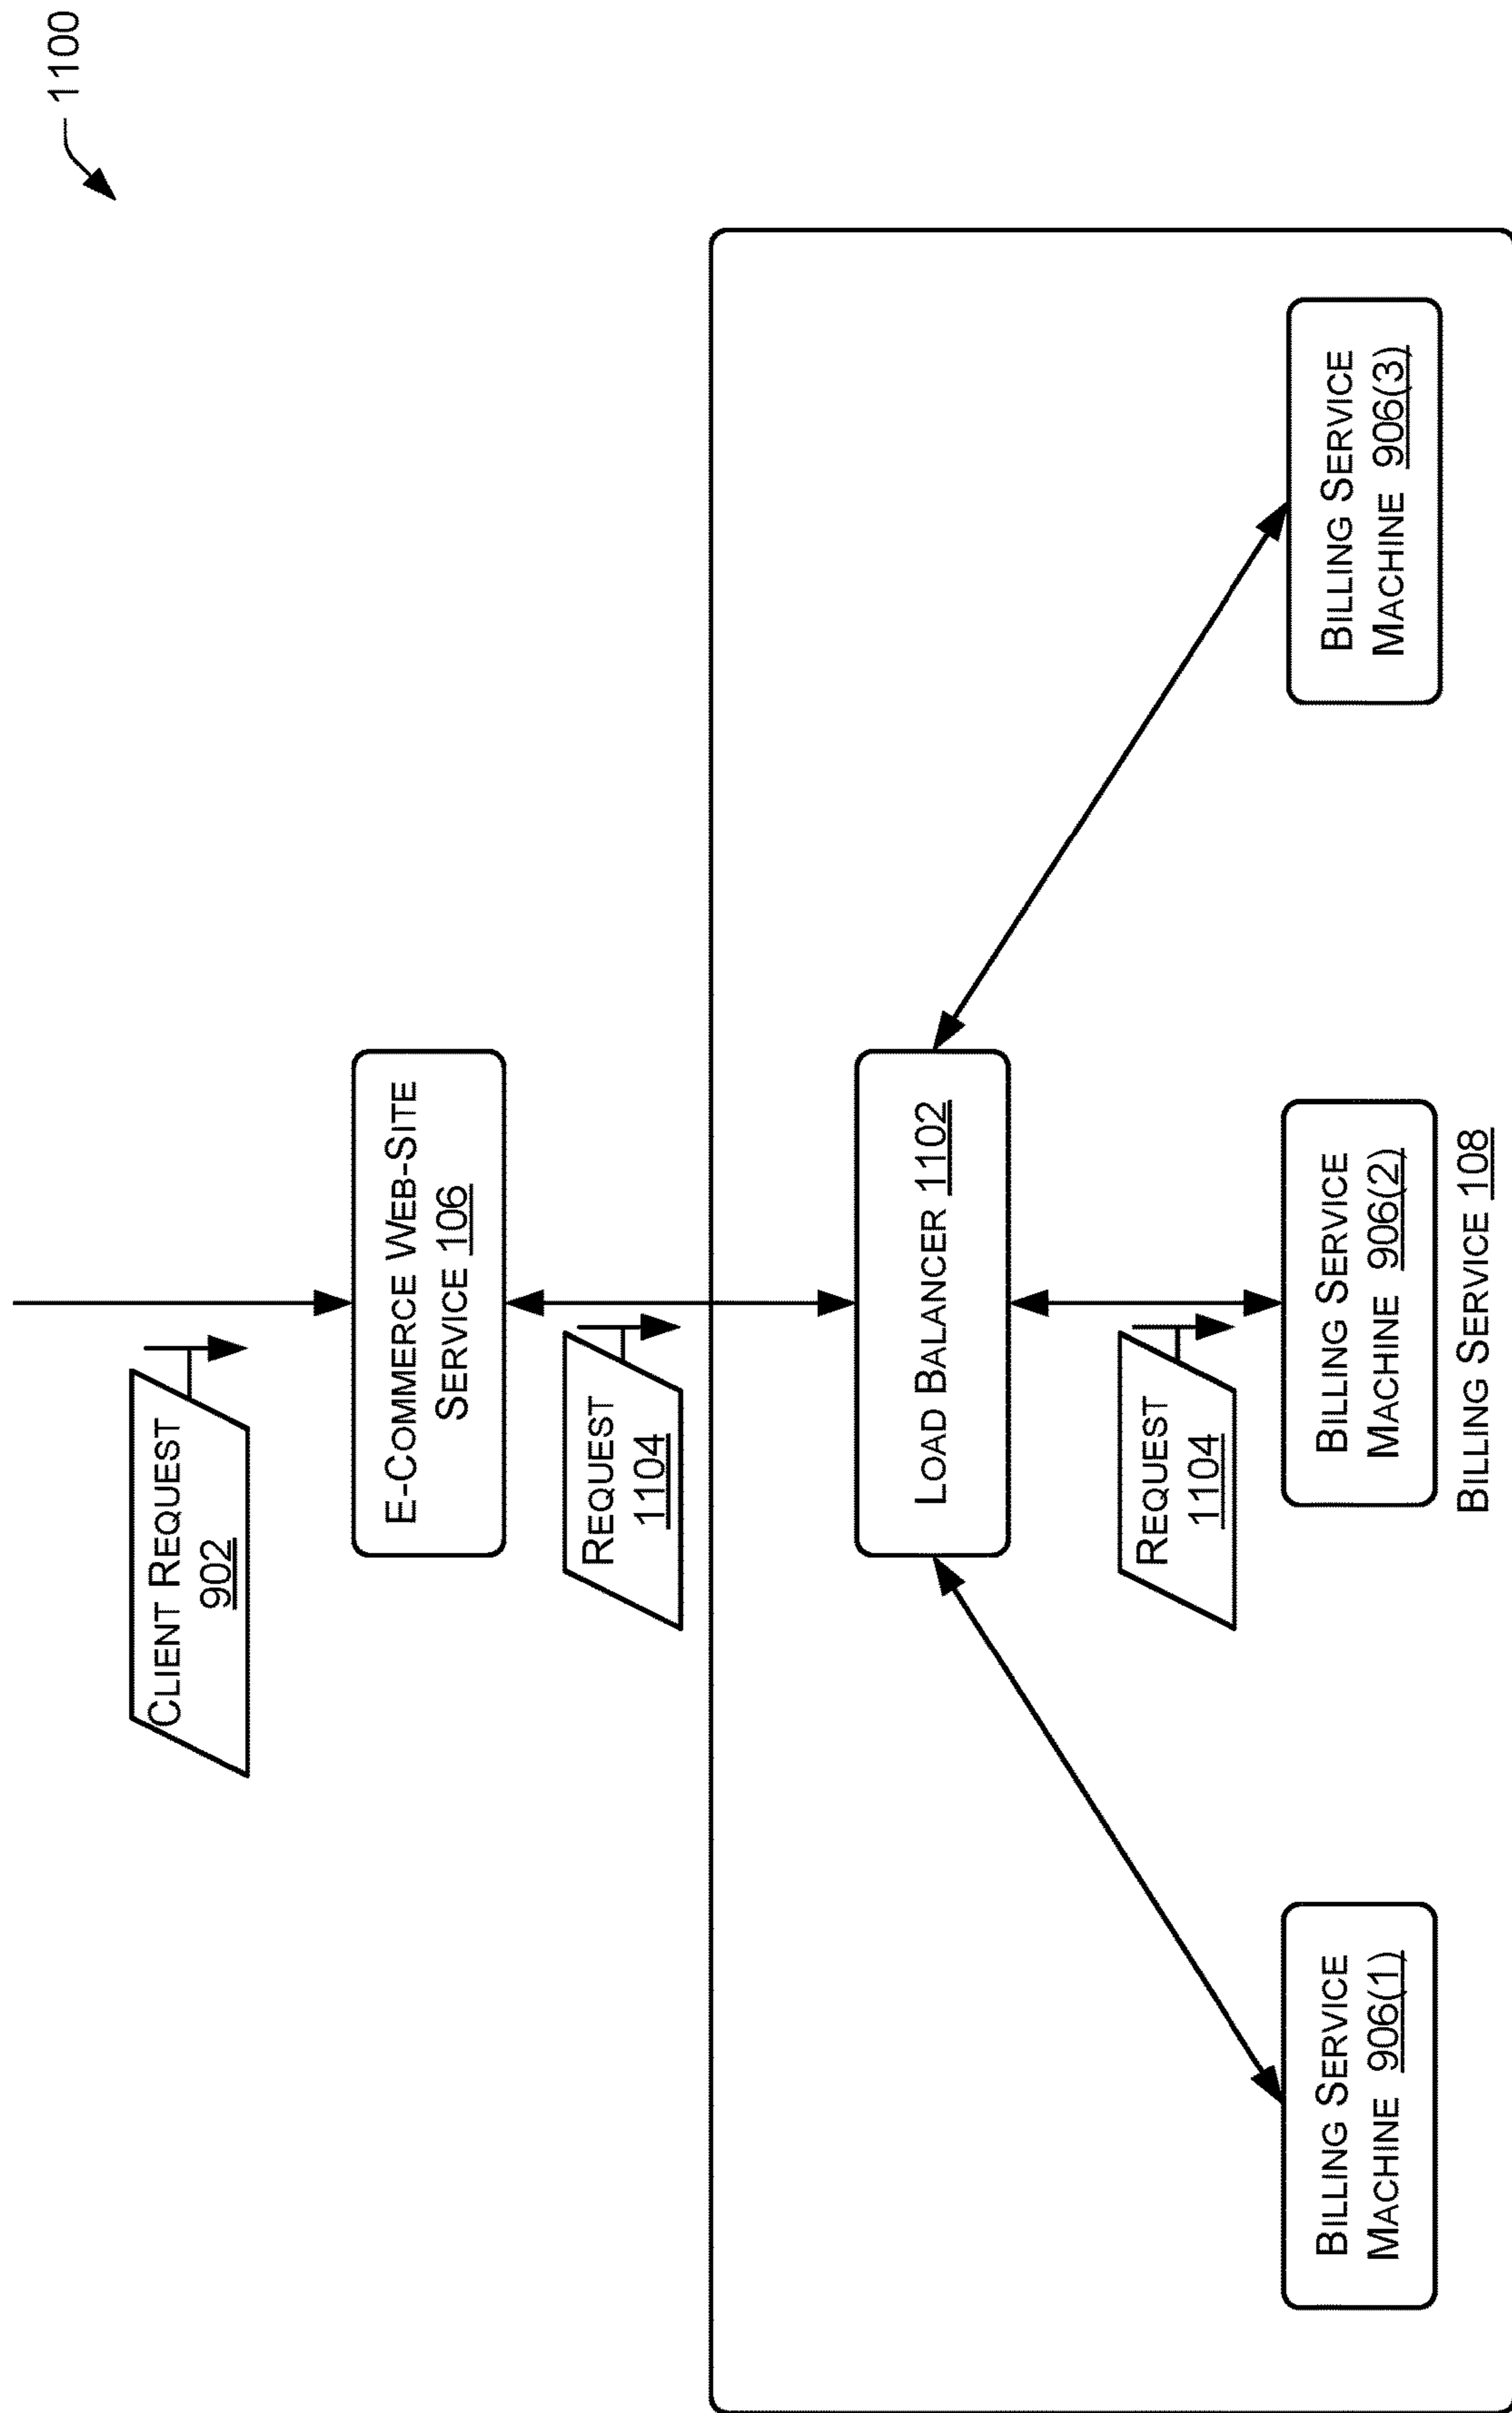 1100
CLIENT REQUEST
902
E-COMMERCE WEB-SITE
SERVICE 106
REQUEST
1104
LOAD BALANCER 1102
REQUEST
1104
BILLING SERVICE
MACHINE 906(1)
BILLING SERVICE
MACHINE 906(2)
BILLING SERVICE
MACHINE 906(3)
BILLING SERVICE 108